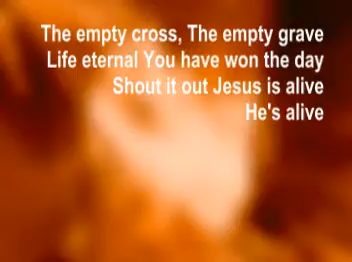 The empty cross, The empty grave
Life eternal You have won the day
Shout it out Jesus is alive
He's alive